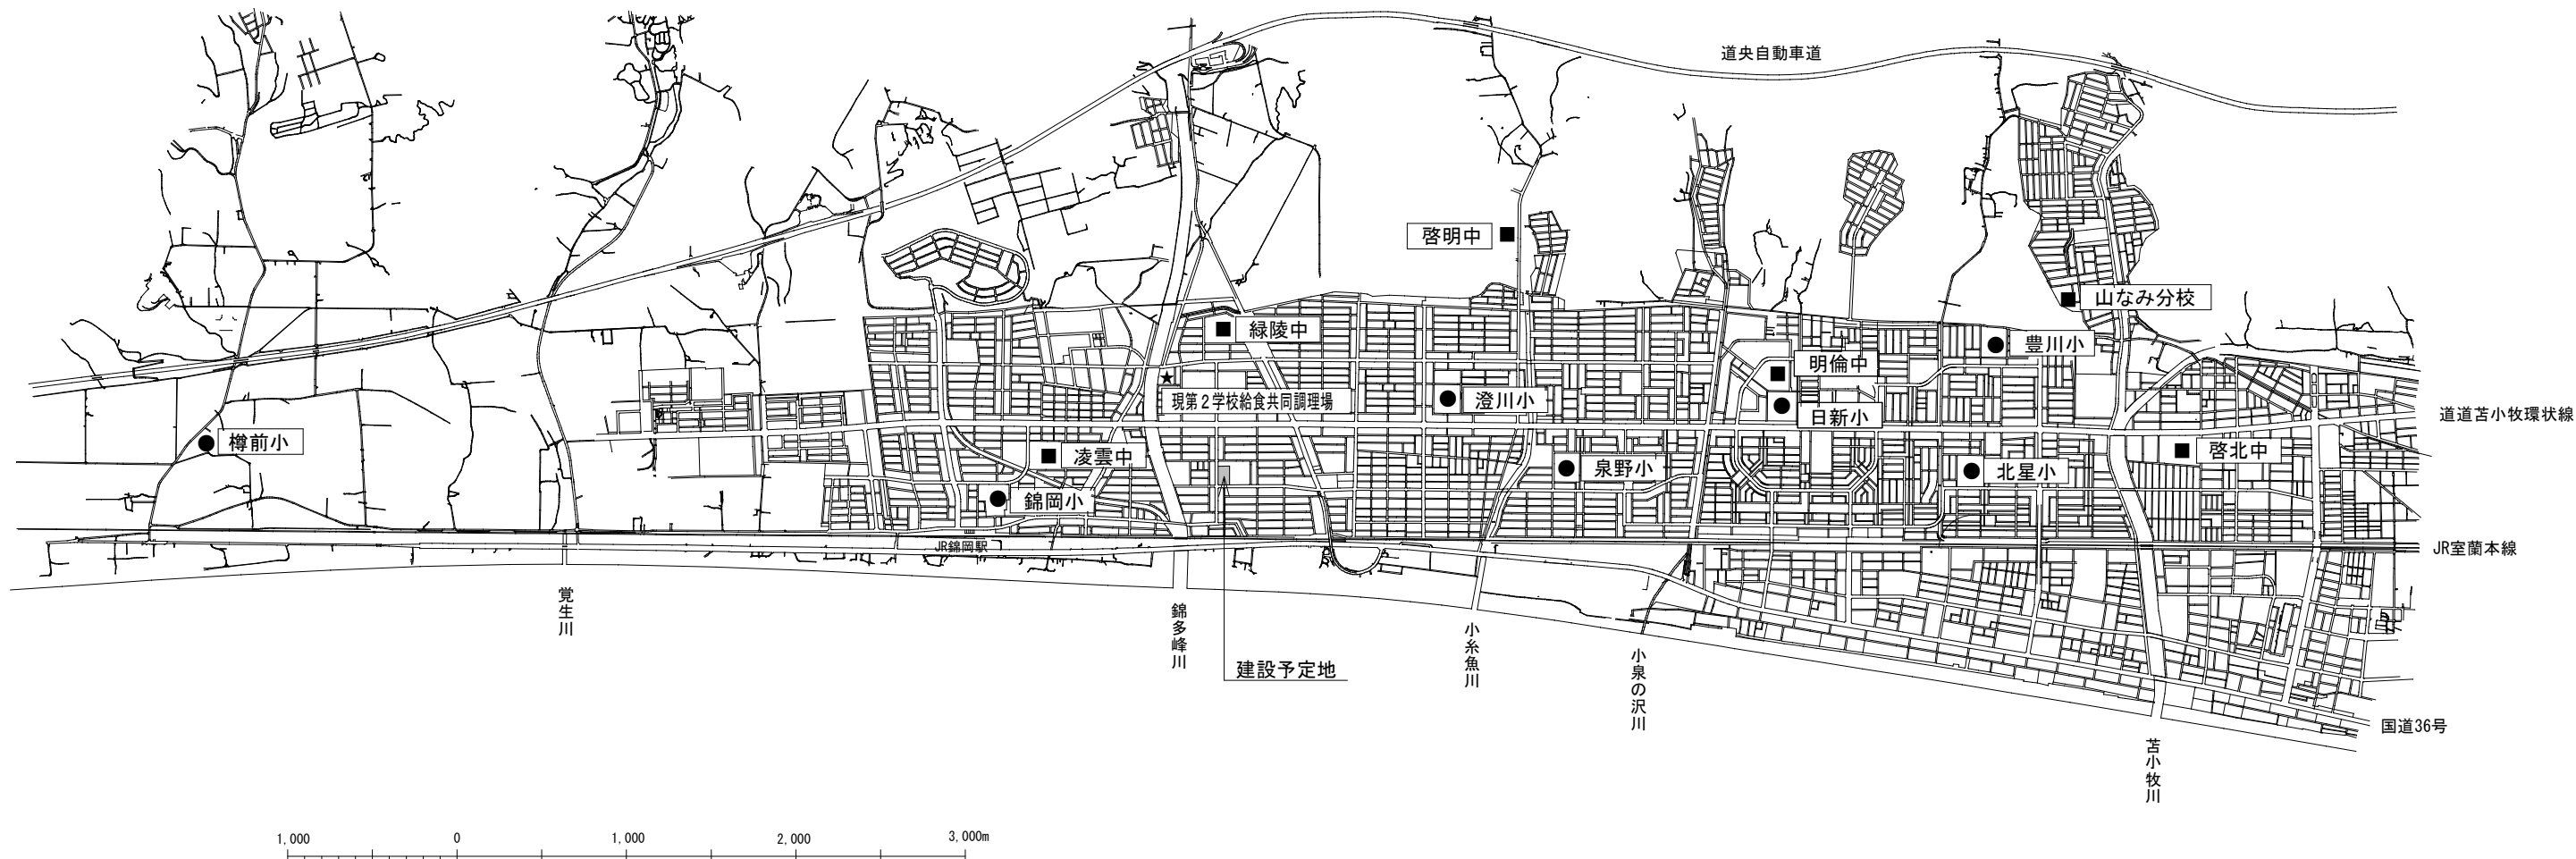 道央自動車道
啓明中
山なみ分校
緑陵中
豊川小
明倫中
現第2学校給食共同調理場
澄川小
日新小
道道苫小牧環状線
樽前小
凌雲中
泉野小
啓北中
北星小
錦岡小
JR錦岡駅
JR室蘭本線
覚生川
錦多峰川
小糸魚川
小泉の沢川
建設予定地
国道36号
苫小牧川
1,000 0 1,000 2,000 3,000m